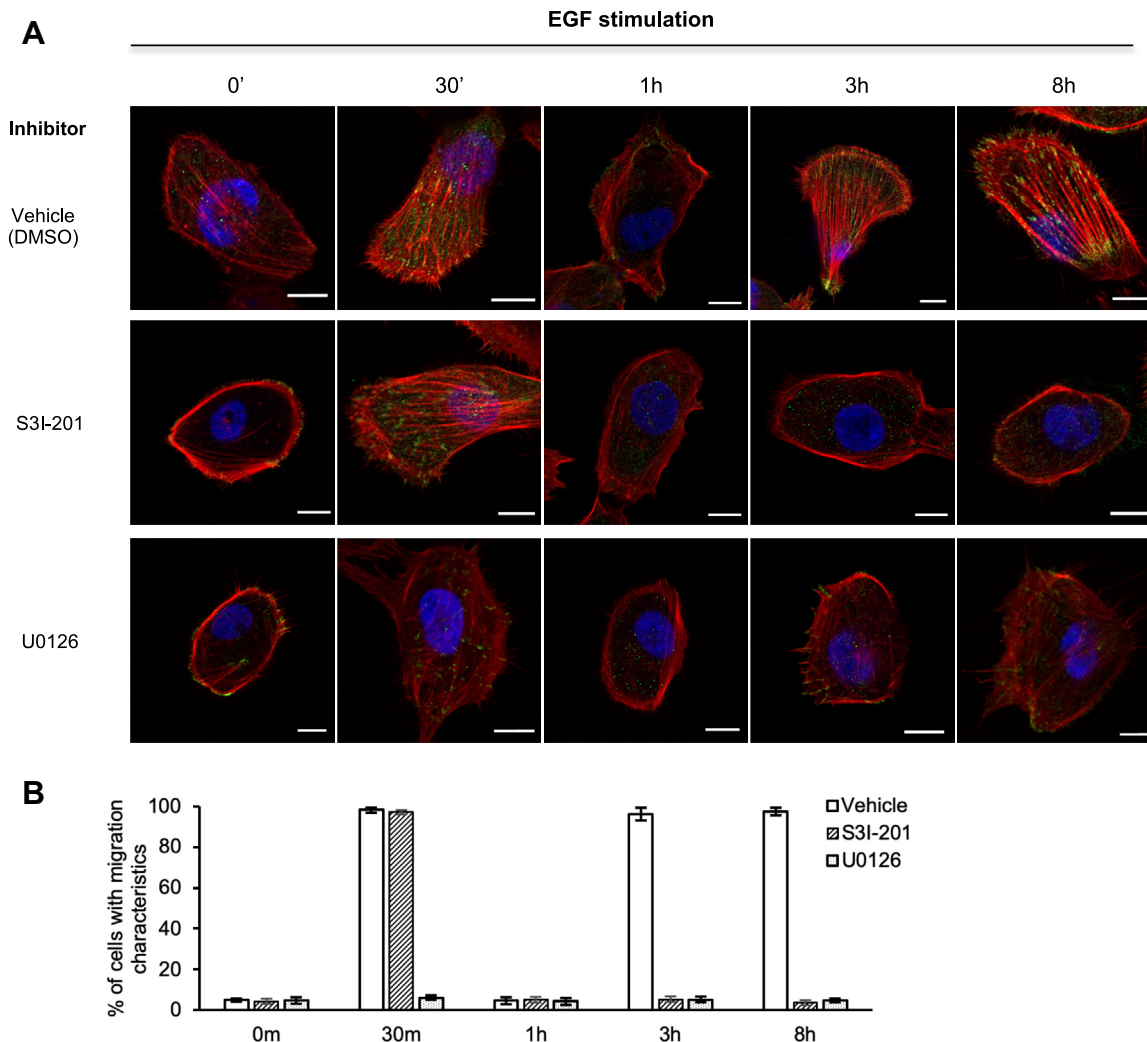 A
EGF stimulation
0’
30’
1h
3h
8h
Inhibitor
Vehicle
(DMSO)
S3I-201
U0126
B
% of cells with migration
characteristics
100
80
60
40
20
0
0m
30m
1h
3h
8h
Vehicle
S3I-201
U0126